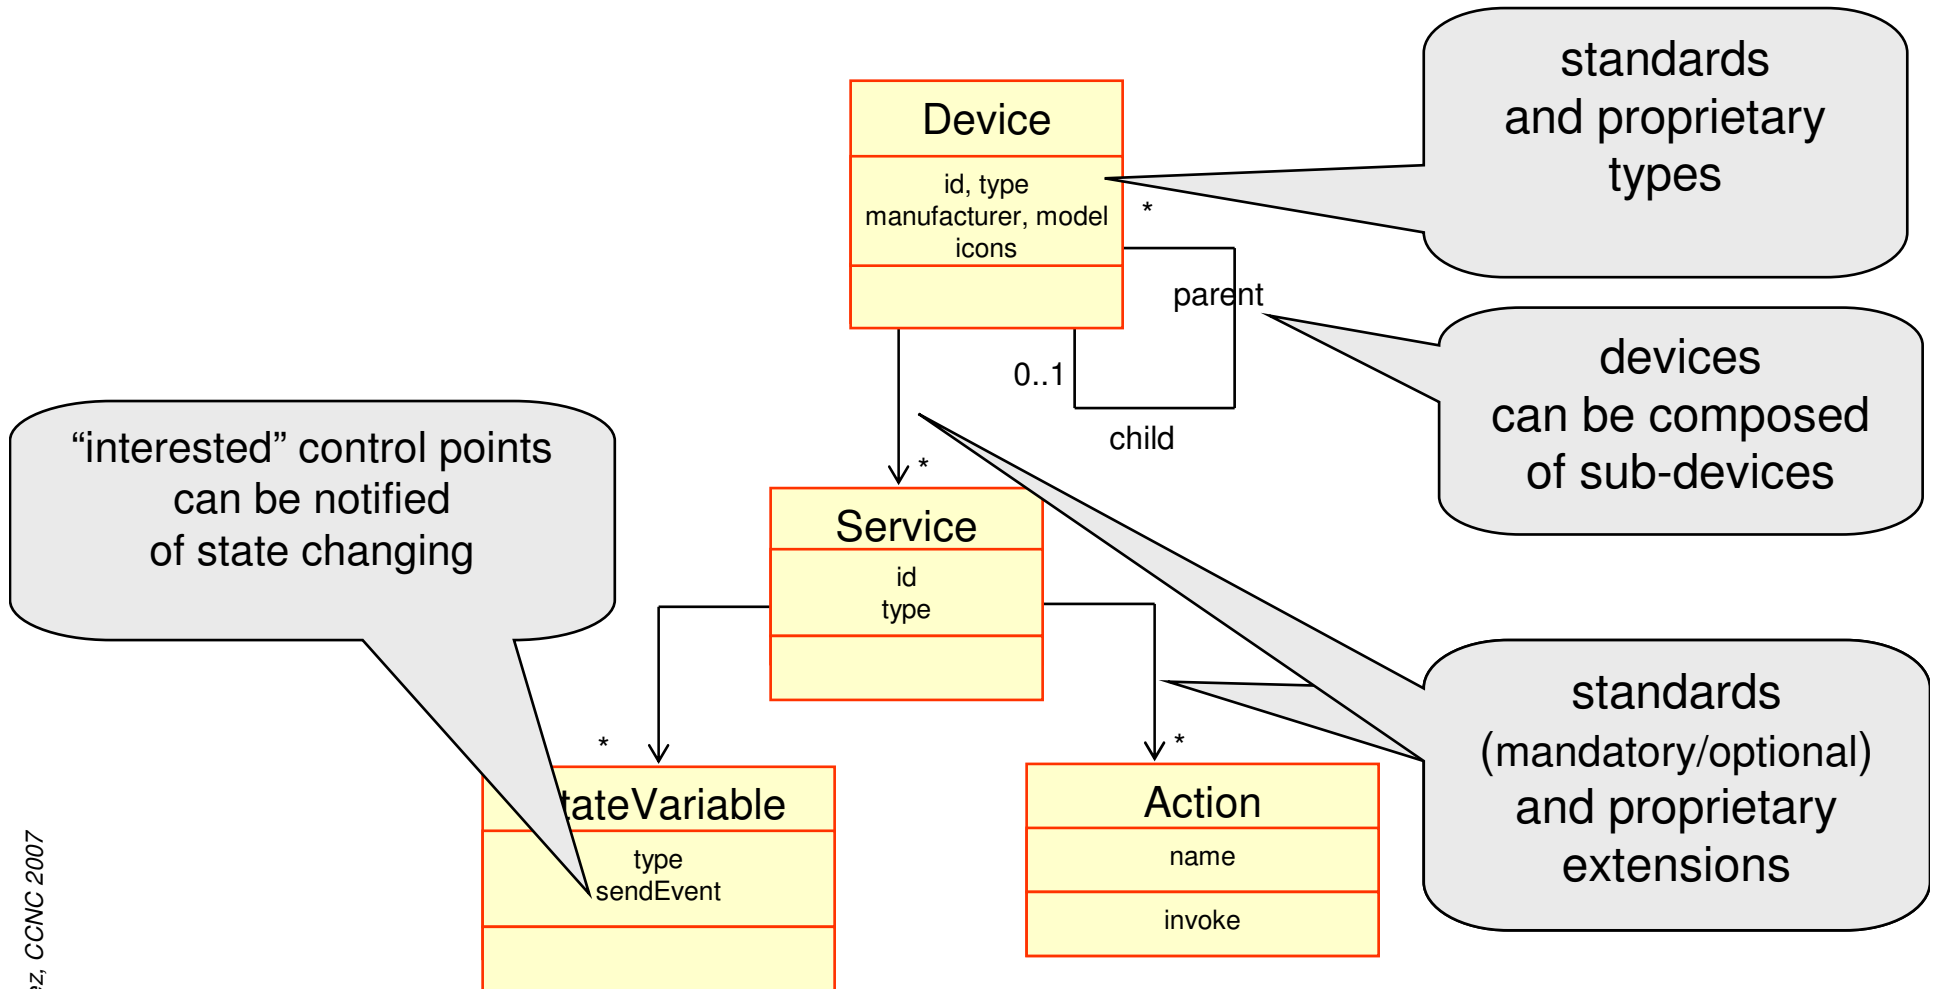 standards
and proprietary
types
Device
id, type
manufacturer, model
icons
*
parent
0..1
child
devices
can be composed
of sub-devices
“interested” control points
can be notified
of state changing
*
Service
id
type
standards
(mandatory/optional)
and proprietary
extensions
*
*
tateVariable
type
sendEvent
Action
name
invoke
ez, CCNC 2007